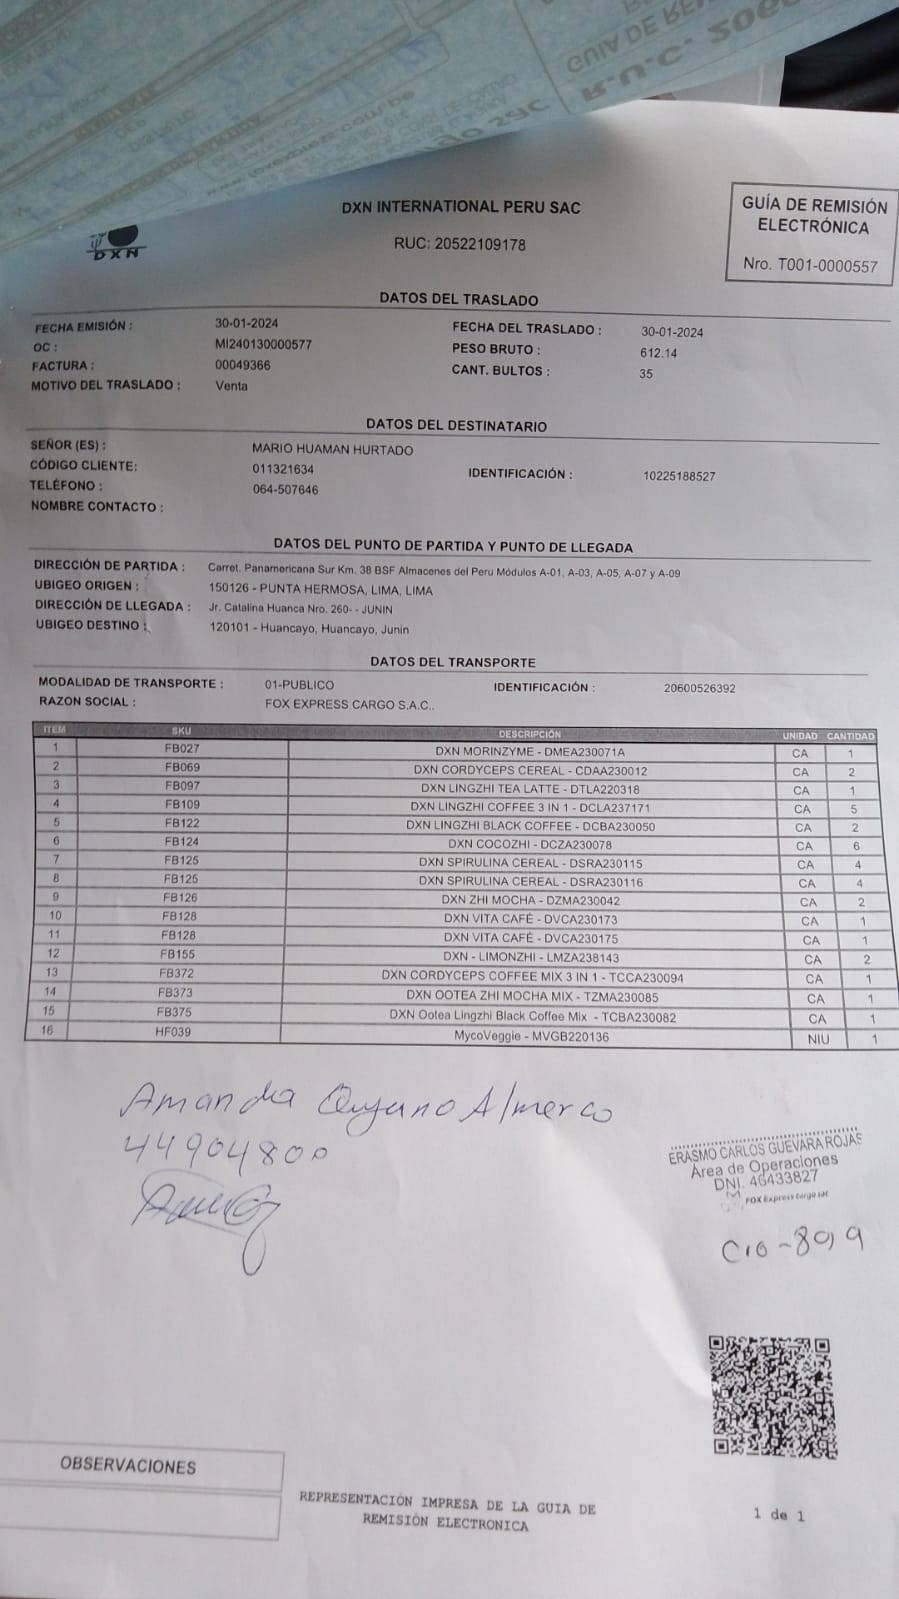 GUIA DE REM
R.U.C. 2060
DXN
DXN INTERNATIONAL PERU SAC
RUC: 20522109178
GUÍA DE REMISIÓN
ELECTRÓNICA
Nro. T001-0000557
DATOS DEL TRASLADO
FECHA EMISIÓN : 30-01-2024 FECHA DEL TRASLADO : 30-01-2024
OC : MI240130000577 PESO BRUTO : 612.14
FACTURA : 00049366 CANT. BULTOS : 35
MOTIVO DEL TRASLADO : Venta
DATOS DEL DESTINATARIO
SEÑOR (ES) : MARIO HUAMAN HURTADO
CÓDIGO CLIENTE: 011321634 IDENTIFICACIÓN : 10225188527
TELÉFONO : 064-507646
NOMBRE CONTACTO :
DATOS DEL PUNTO DE PARTIDA Y PUNTO DE LLEGADA
DIRECCIÓN DE PARTIDA : Carret. Panamericana Sur Km. 38 BSF Almacenes del Peru Módulos A-01, A-03, A-05, A-07 y A-09
UBIGEO ORIGEN : 150126 - PUNTA HERMOSA, LIMA, LIMA
DIRECCIÓN DE LLEGADA : Jr. Catalina Huanca Nro. 260- - JUNIN
UBIGEO DESTINO : 120101 - Huancayo, Huancayo, Junin
DATOS DEL TRANSPORTE
MODALIDAD DE TRANSPORTE : 01-PUBLICO IDENTIFICACIÓN : 20600526392
RAZON SOCIAL : FOX EXPRESS CARGO S.A.C..
ITEM SKU DESCRIPCIÓN UNIDAD CANTIDAD
1 FB027 DXN MORINZYME - DMEA230071A CA 1
2 FB069 DXN CORDYCEPS CEREAL - CDAA230012 CA 2
3 FB097 DXN LINGZHI TEA LATTE - DTLA220318 CA 1
4 FB109 DXN LINGZHI COFFEE 3 IN 1 - DCLA237171 CA 5
5 FB122 DXN LINGZHI BLACK COFFEE - DCBA230050 CA 2
6 FB124 DXN COCOZHI - DCZA230078 CA 6
7 FB125 DXN SPIRULINA CEREAL - DSRA230115 CA 4
8 FB125 DXN SPIRULINA CEREAL - DSRA230116 CA 4
9 FB126 DXN ZHI MOCHA - DZMA230042 CA 2
10 FB128 DXN VITA CAFÉ - DVCA230173 CA 1
11 FB128 DXN VITA CAFÉ - DVCA230175 CA 1
12 FB155 DXN - LIMONZHI - LMZA238143 CA 2
13 FB372 DXN CORDYCEPS COFFEE MIX 3 IN 1 - TCCA230094 CA 1
14 FB373 DXN OOTEA ZHI MOCHA MIX - TZMA230085 CA 1
15 FB375 DXN Ootea Lingzhi Black Coffee Mix - TCBA230082 CA 1
16 HF039 MycoVeggie - MVGB220136 NIU 1
Amanda Almerco
44904800
ERASMO CARLOS GUEVARA ROJAS
Área de Operaciones
DNI. 46433827
FOX Express Cargo sac
OBSERVACIONES
REPRESENTACIÓN IMPRESA DE LA GUIA DE
REMISIÓN ELECTRONICA
1 de 1